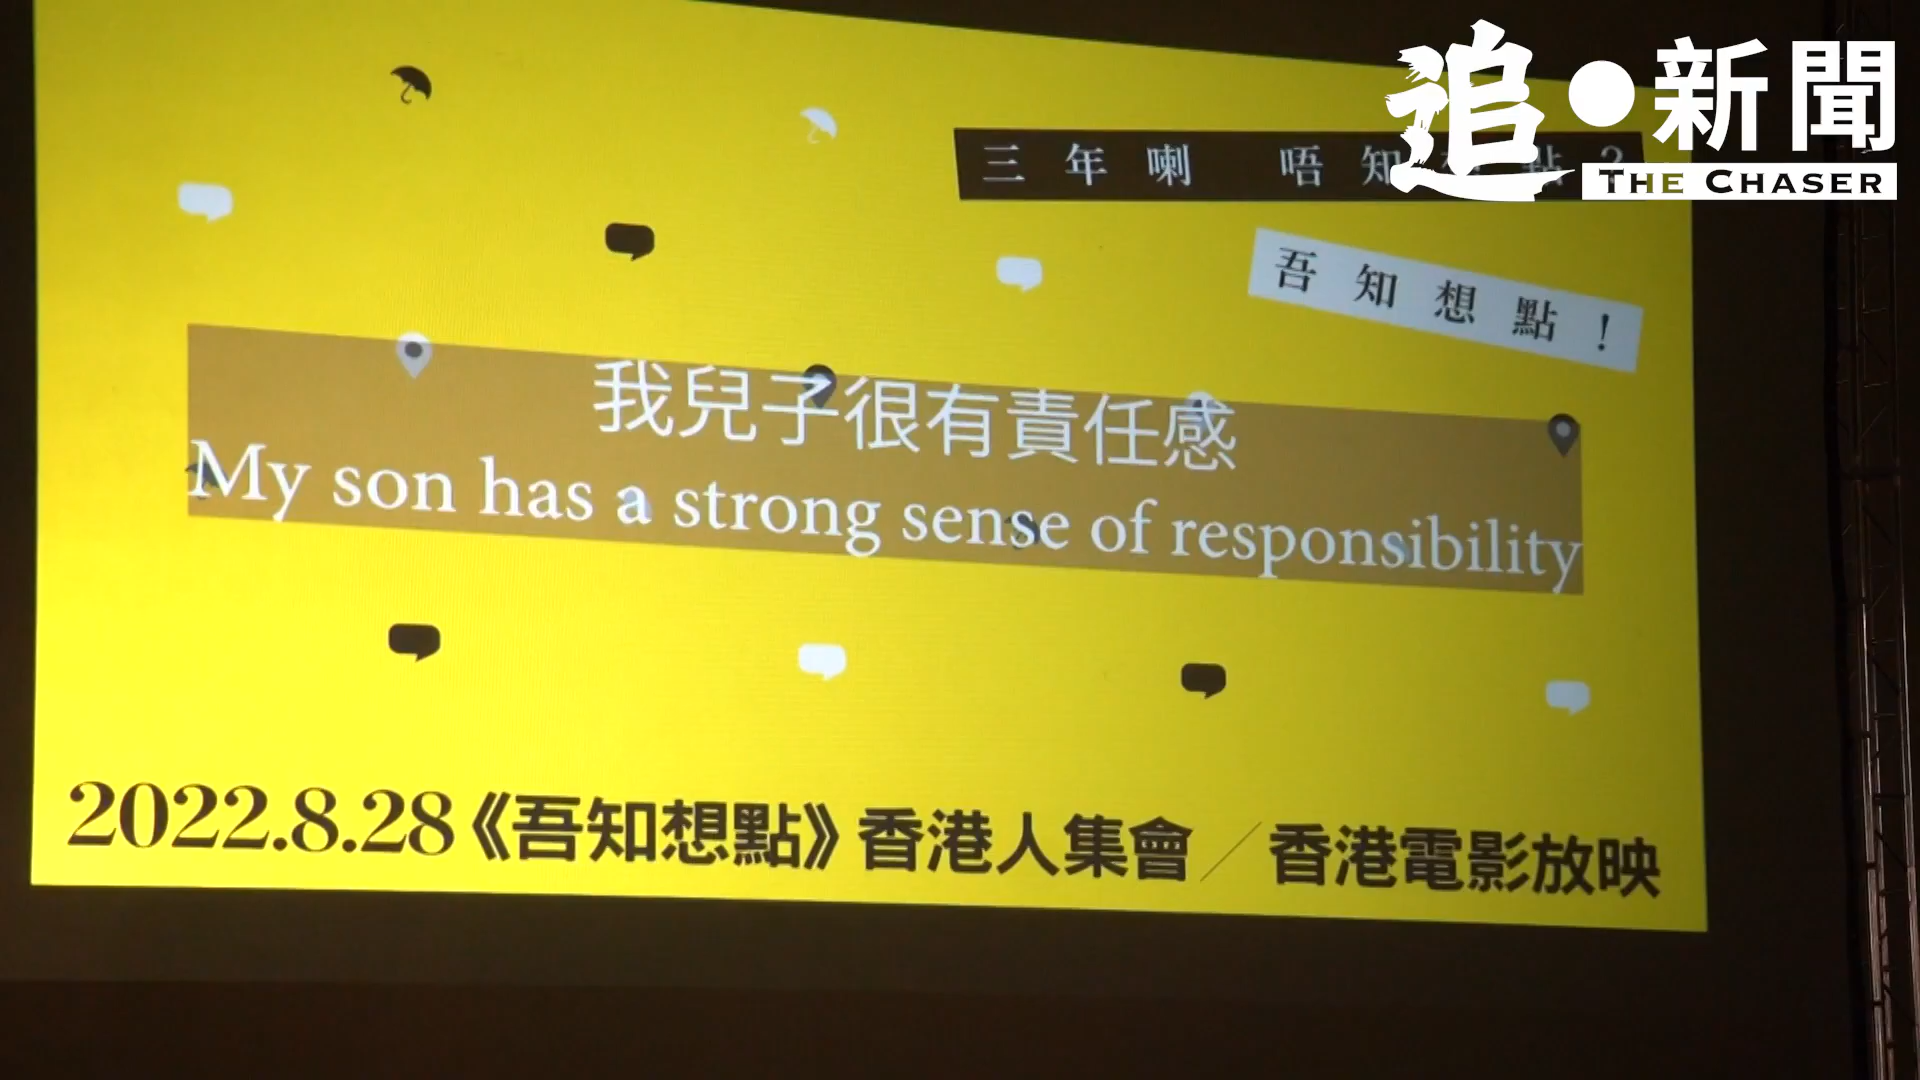 追●新聞
THE CHASER
三年喇 唔知想點？
吾知想點！
我兒子很有責任感
My son has a strong sense of responsibility
2022.8.28《吾知想點》香港人集會／香港電影放映